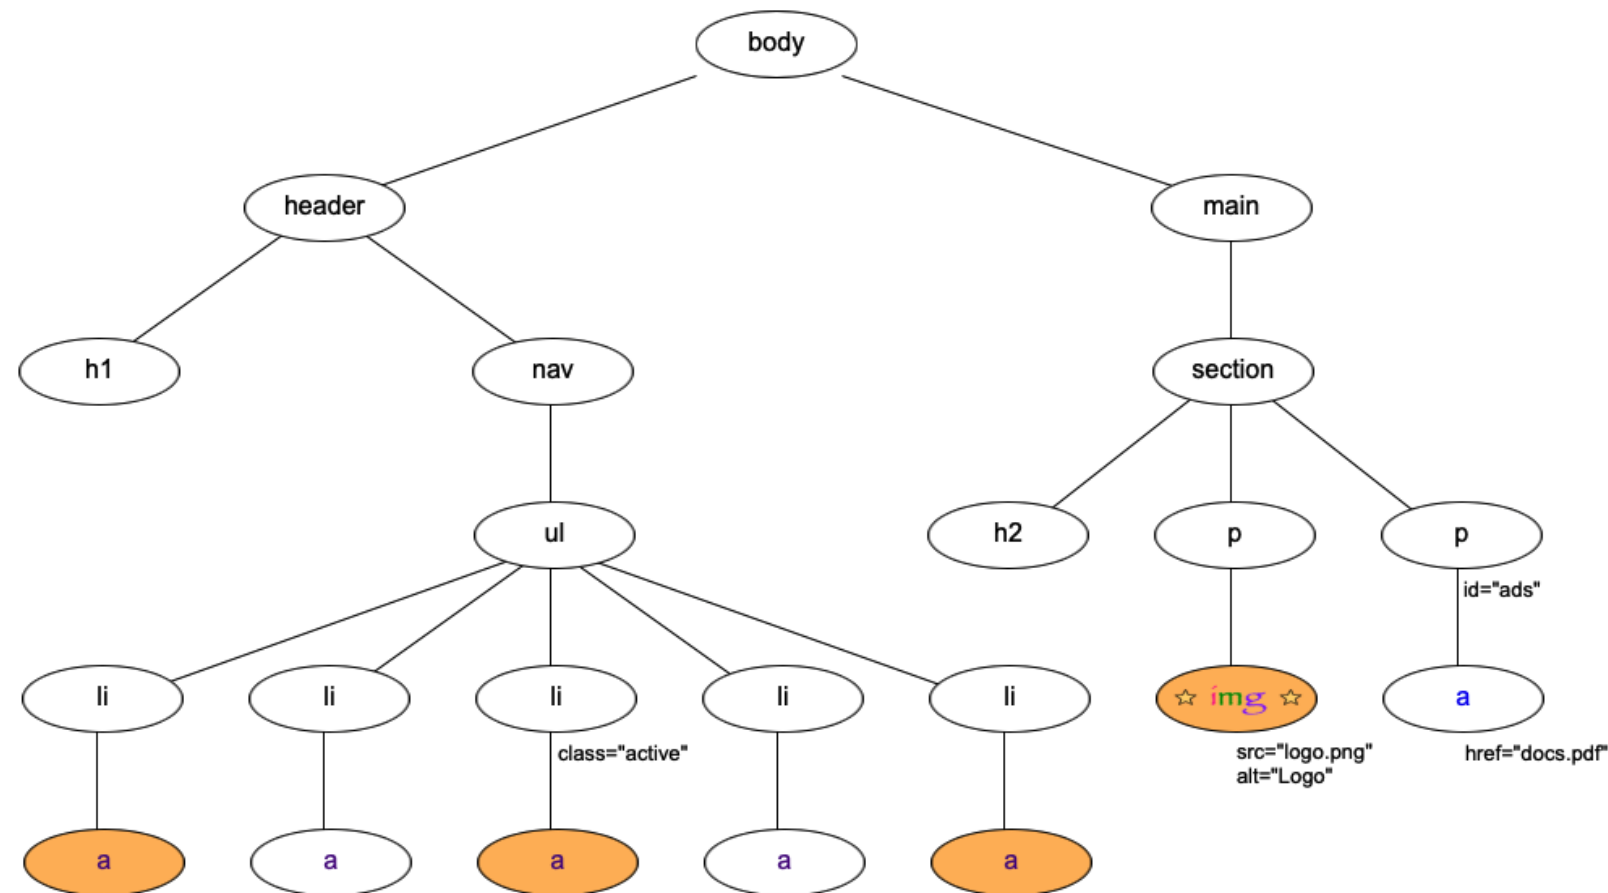 body
header
main
h1
nav
section
ul
h2
p
p
id="ads"
li
li
li
li
li
☆ img ☆
a
class="active"
src="logo.png"
alt="Logo"
href="docs.pdf"
a
a
a
a
a